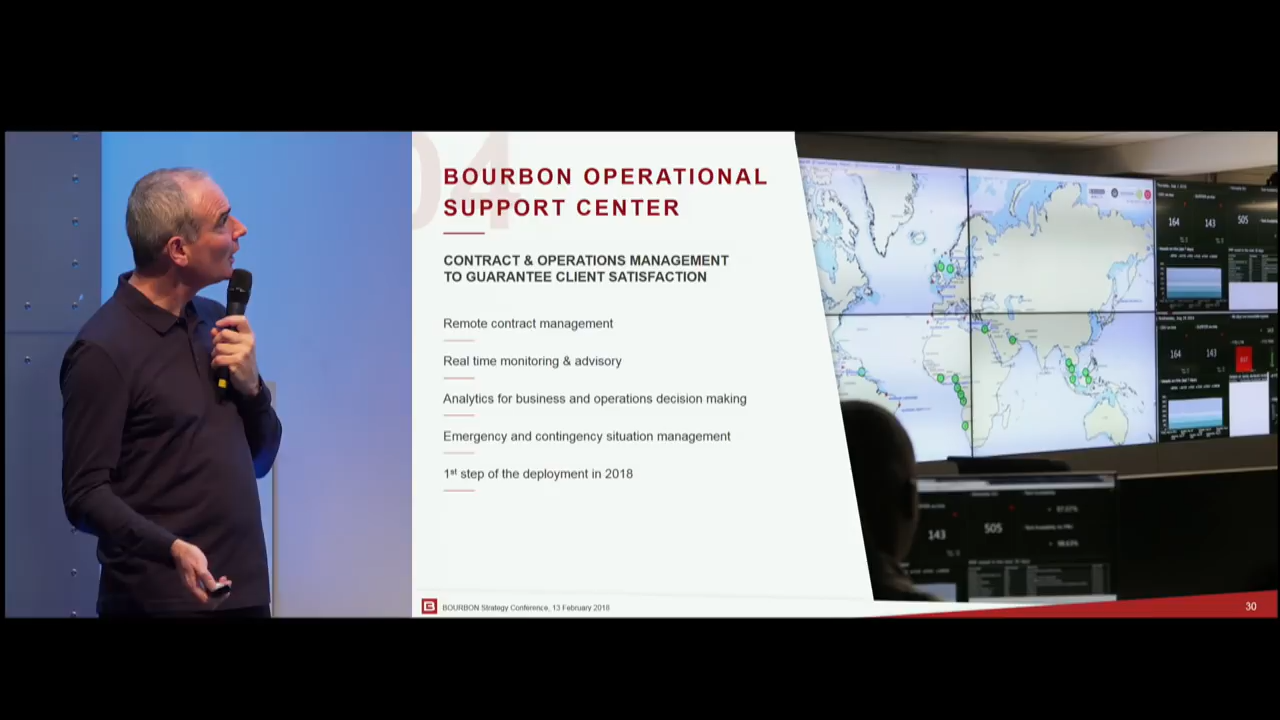 04
BOURBON OPERATIONAL
SUPPORT CENTER
CONTRACT & OPERATIONS MANAGEMENT
TO GUARANTEE CLIENT SATISFACTION
Remote contract management
Real time monitoring & advisory
Analytics for business and operations decision making
Emergency and contingency situation management
1st step of the deployment in 2018
B BOURBON Strategy Conference, 13 February 2018
30
164
143
505
164
143
143
505